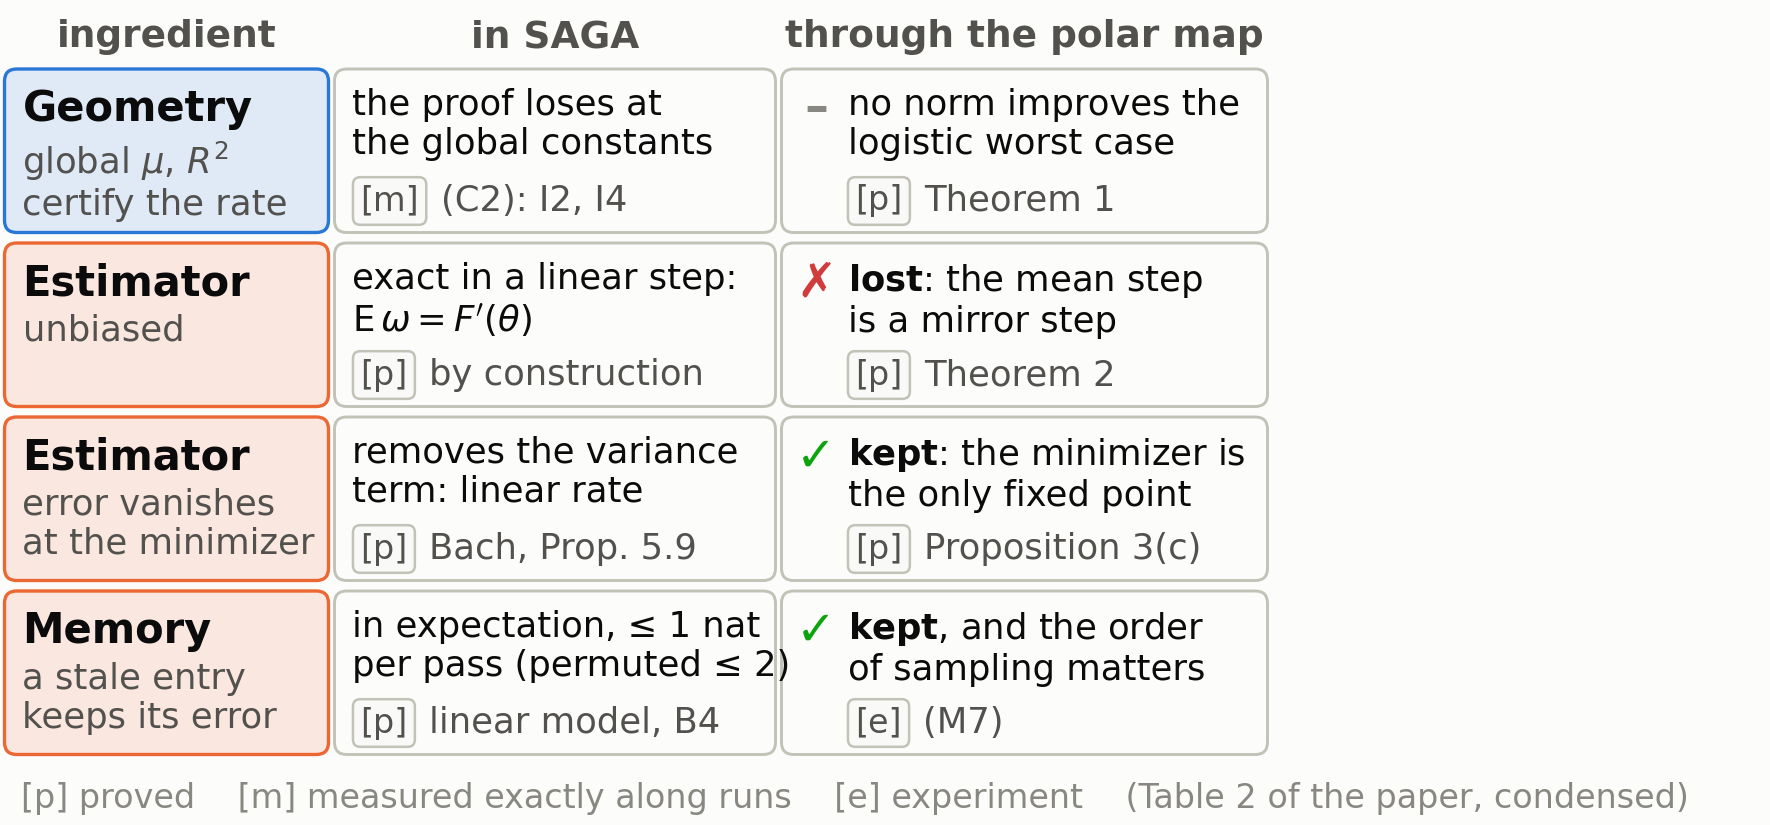 ingredient in SAGA through the polar map
Geometry
global μ, R²
certify the rate
the proof loses at
the global constants
[m] (C2): I2, I4
– no norm improves the
logistic worst case
[p] Theorem 1
Estimator
unbiased
exact in a linear step:
E ω = F′(θ)
[p] by construction
✗ lost: the mean step
is a mirror step
[p] Theorem 2
Estimator
error vanishes
at the minimizer
removes the variance
term: linear rate
[p] Bach, Prop. 5.9
✓ kept: the minimizer is
the only fixed point
[p] Proposition 3(c)
Memory
a stale entry
keeps its error
in expectation, ≤ 1 nat
per pass (permuted ≤ 2)
[p] linear model, B4
✓ kept, and the order
of sampling matters
[e] (M7)
[p] proved [m] measured exactly along runs [e] experiment (Table 2 of the paper, condensed)